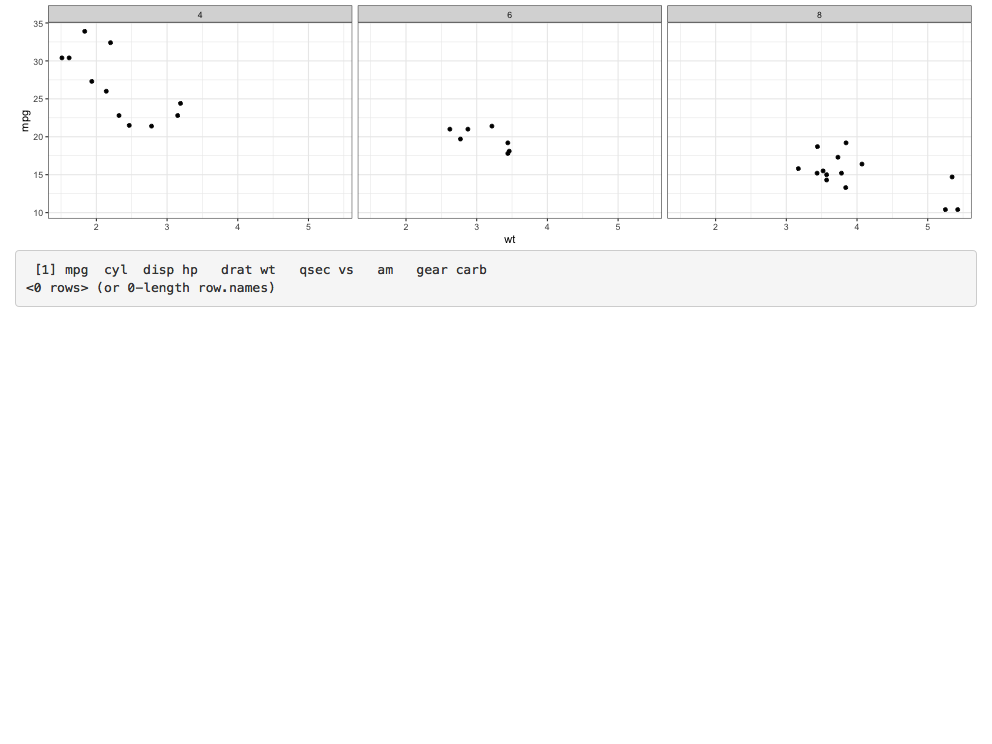 4 6 8
35
30
25
20
15
10
mpg
2 3 4 5 2 3 4 5 2 3 4 5
wt
[1] mpg  cyl  disp hp   drat wt   qsec vs   am   gear carb
<0 rows> (or 0-length row.names)